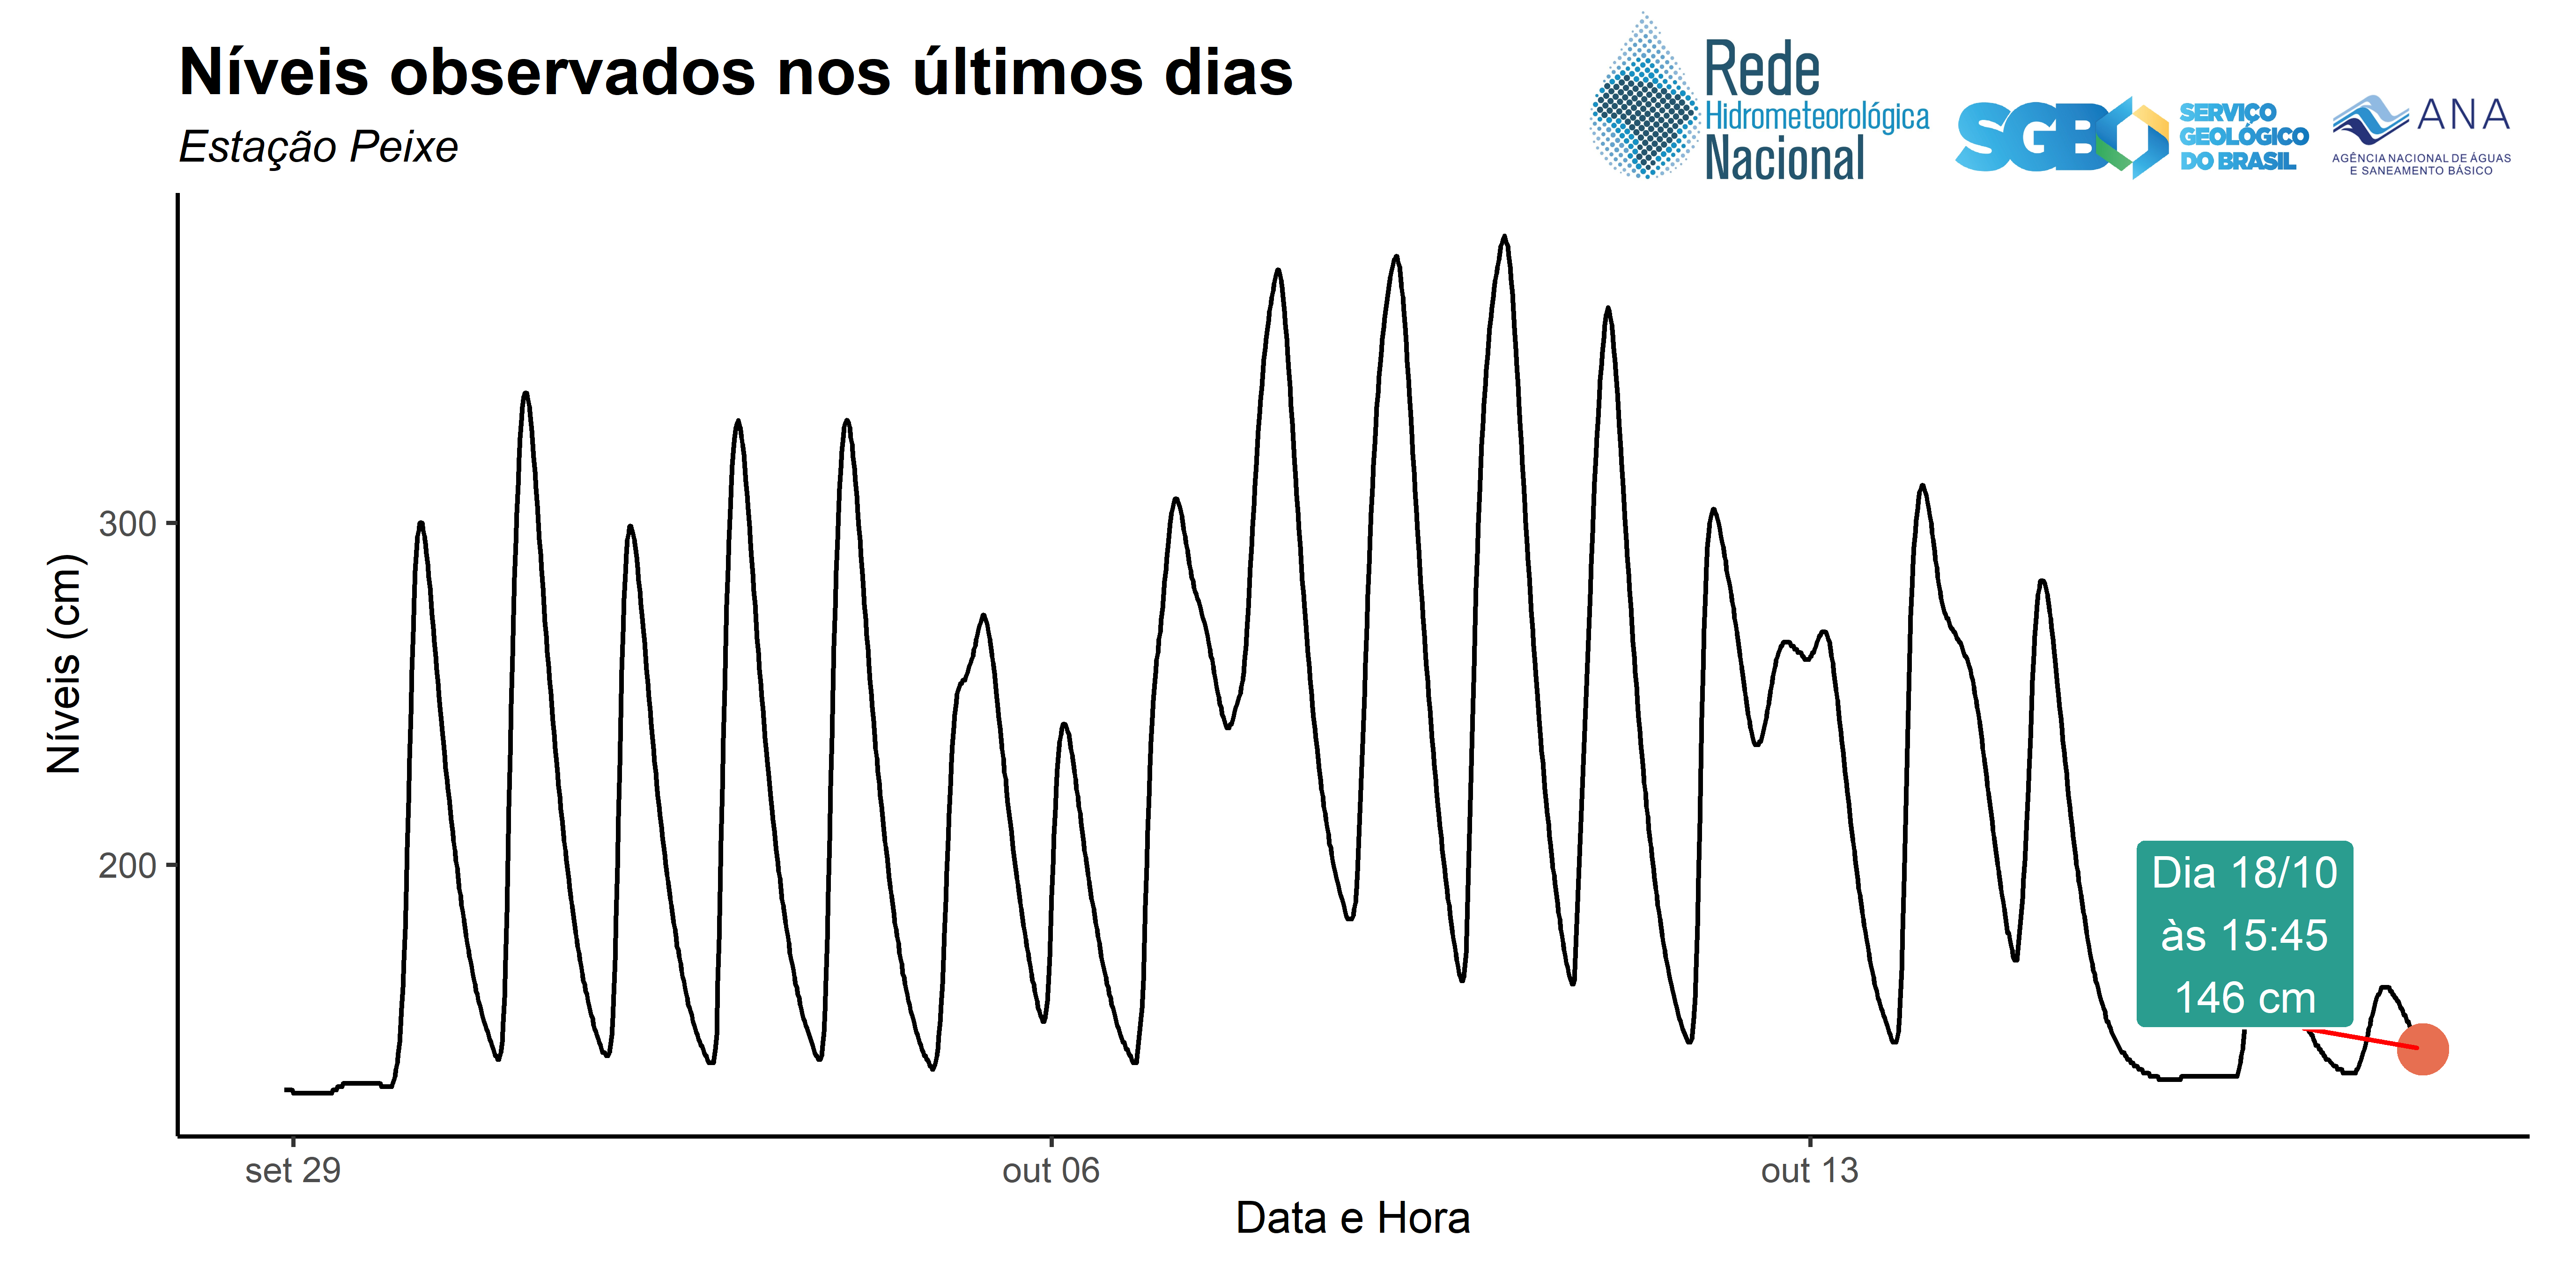 Níveis observados nos últimos dias
Estação Peixe
Rede
Hidrometeorológica
Nacional
SGB
SERVIÇO
GEOLÓGICO
DO BRASIL
ANA
AGÊNCIA NACIONAL DE ÁGUAS
E SANEAMENTO BÁSICO
Níveis (cm)
300
200
Dia 18/10
às 15:45
146 cm
set 29
out 06
out 13
Data e Hora